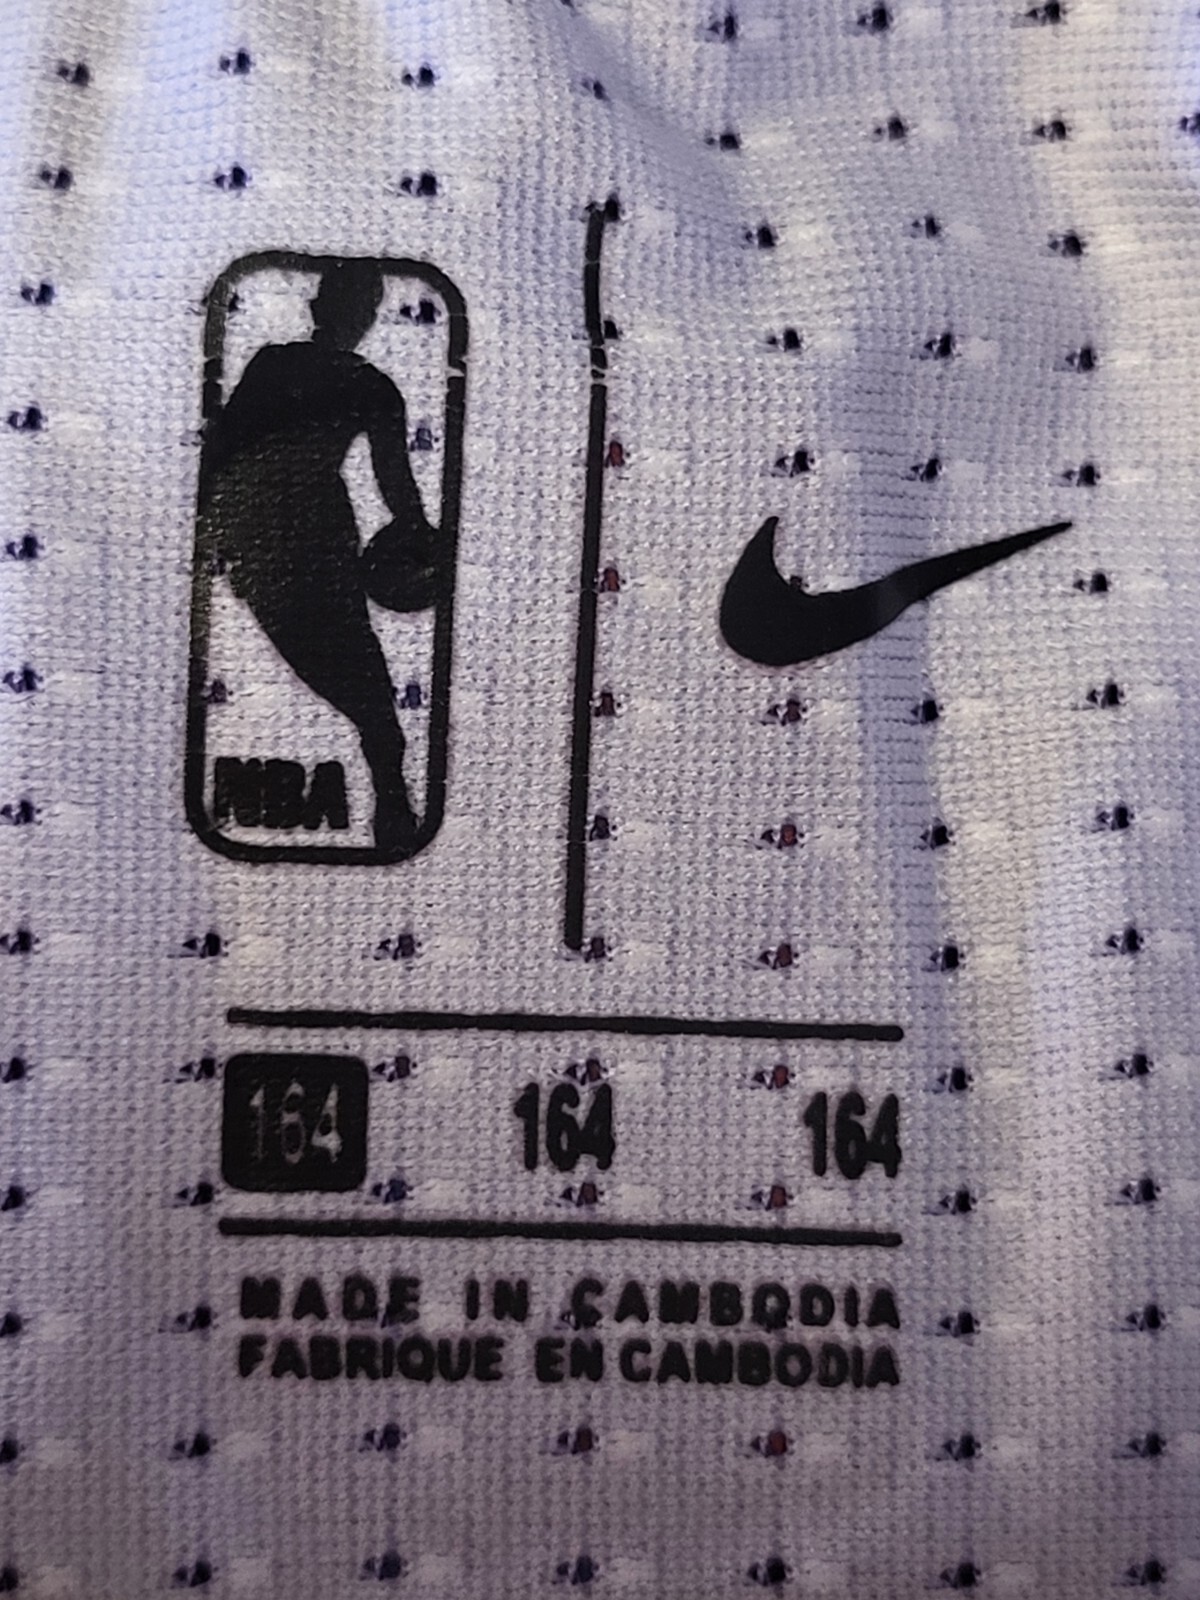 NBA
164 164 164
MADE IN CAMBODIA
FABRIQUE EN CAMBODIA